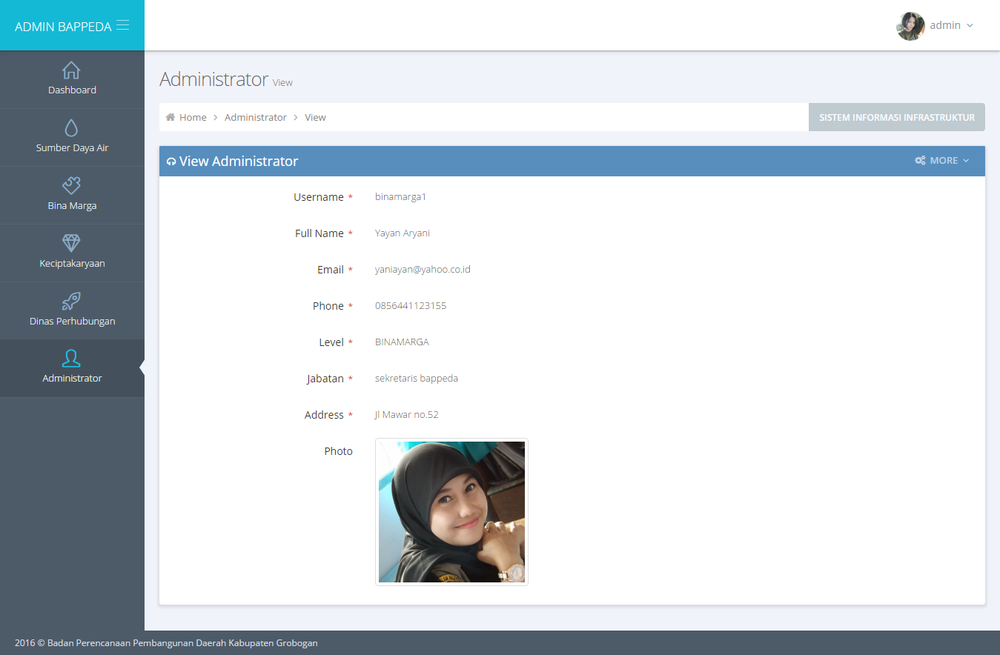 ADMIN BAPPEDA
admin
Dashboard
Sumber Daya Air
Bina Marga
Keciptakaryaan
Dinas Perhubungan
Administrator
Administrator View
Home > Administrator > View
SISTEM INFORMASI INFRASTRUKTUR
View Administrator
MORE
Username * binamarga1
Full Name * Yayan Aryani
Email * yaniayan@yahoo.co.id
Phone * 0856441123155
Level * BINAMARGA
Jabatan * sekretaris bappeda
Address * Jl Mawar no.52
Photo
2016 © Badan Perencanaan Pembangunan Daerah Kabupaten Grobogan